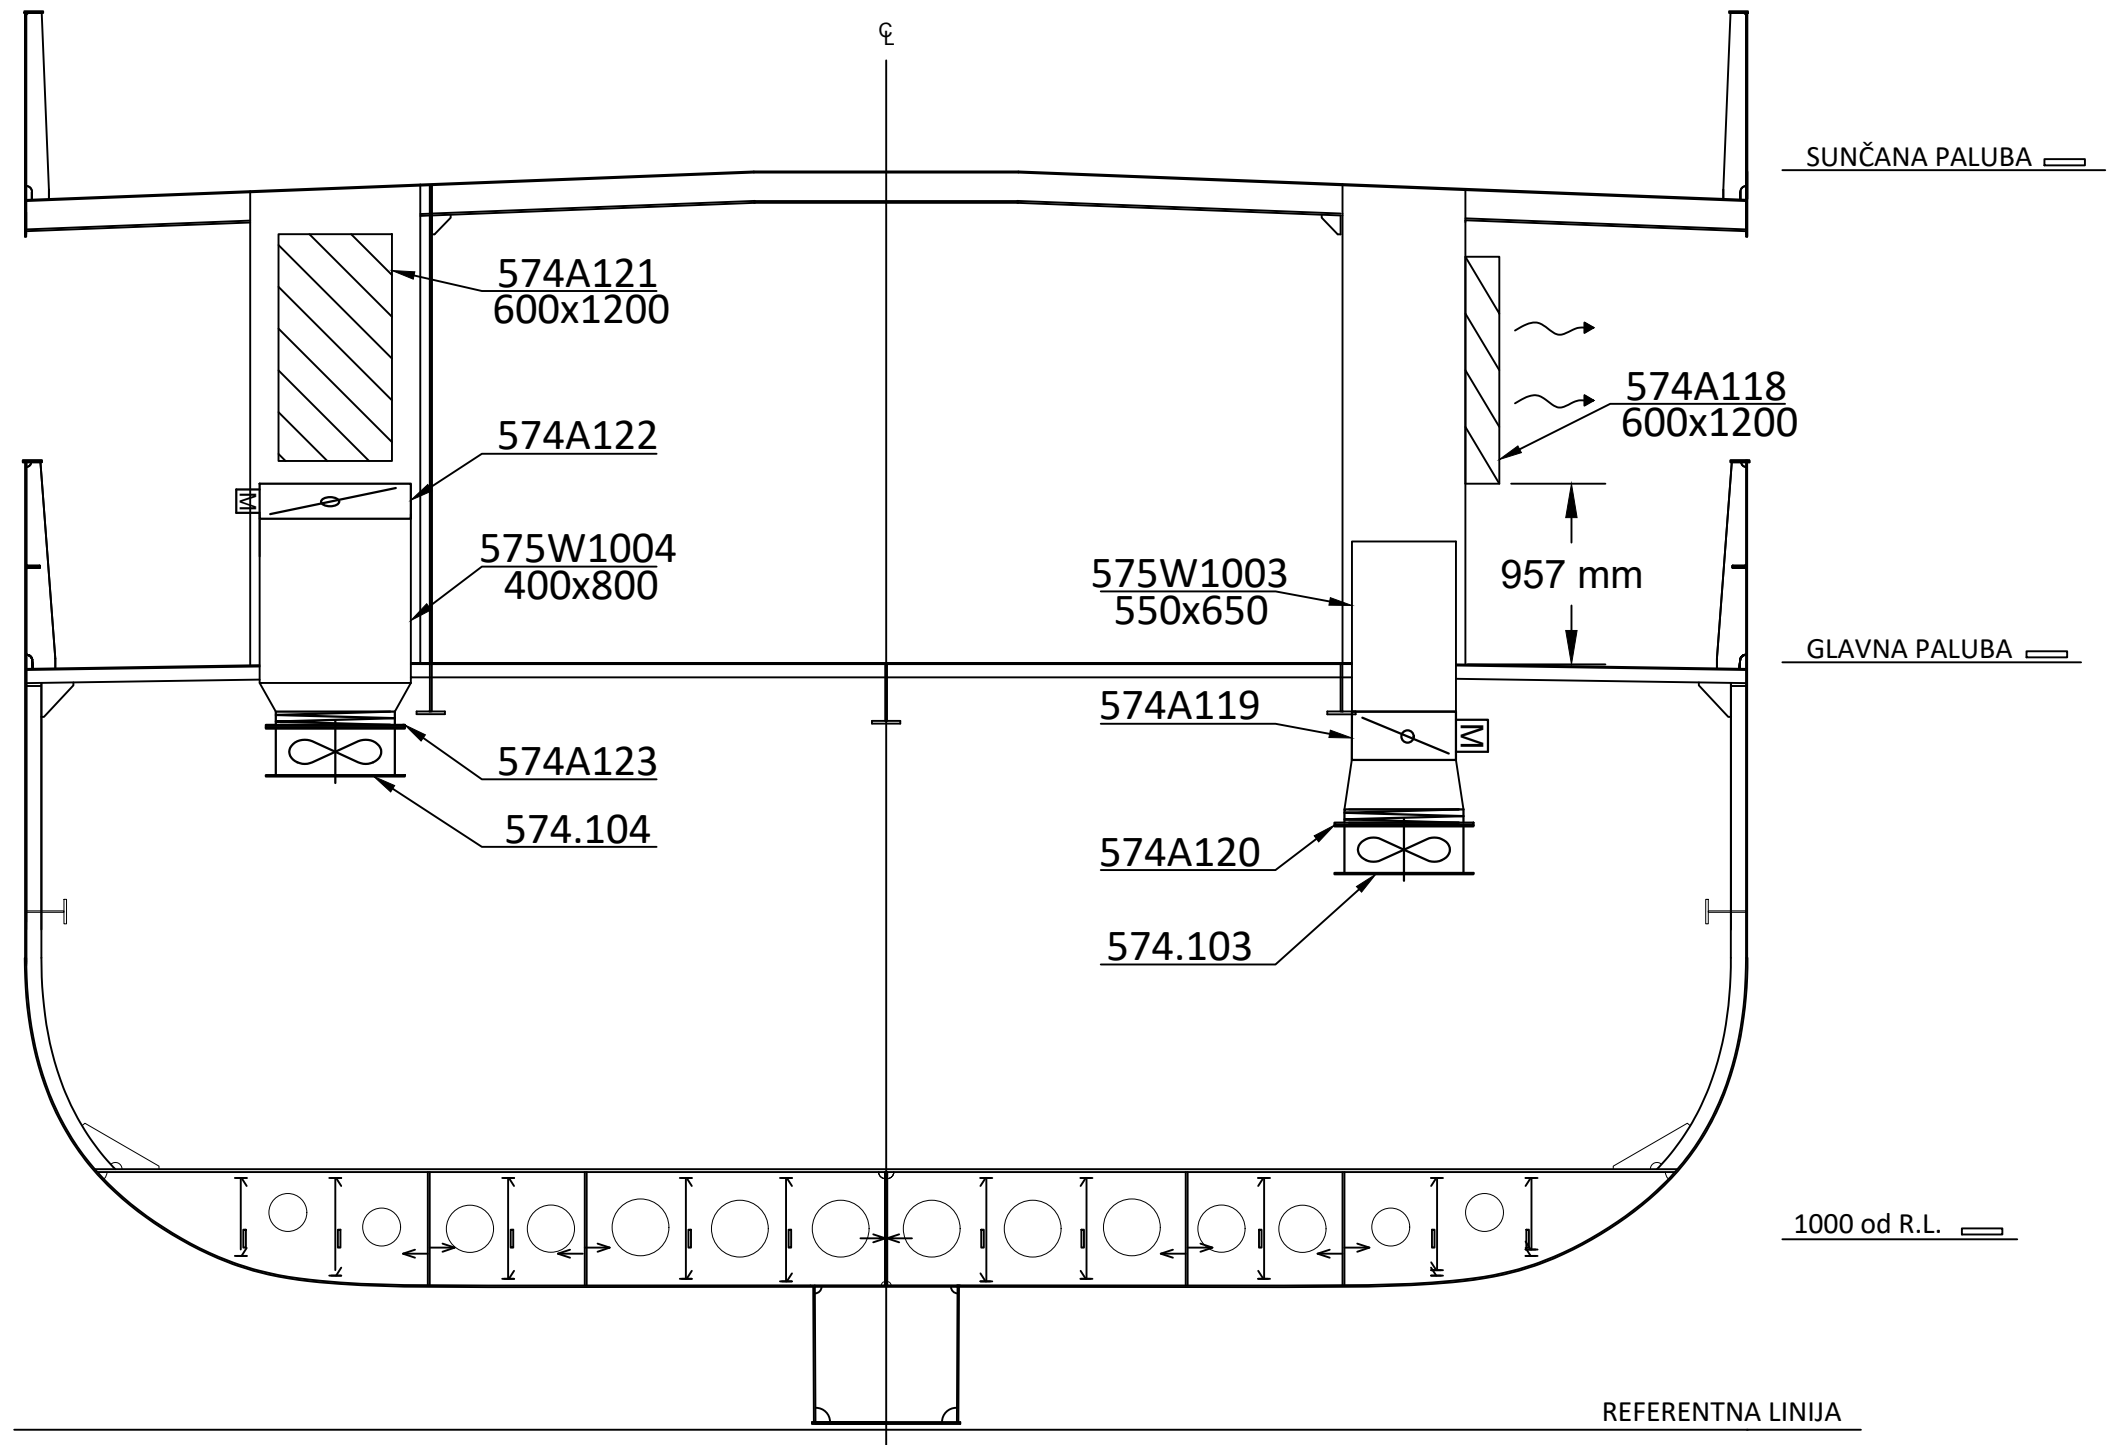 ℄
SUNČANA PALUBA
574A121
600x1200
574A118
600x1200
574A122
M
575W1004
400x800
575W1003
550x650
957 mm
GLAVNA PALUBA
574A119
M
574A123
574.104
574A120
574.103
1000 od R.L.
REFERENTNA LINIJA